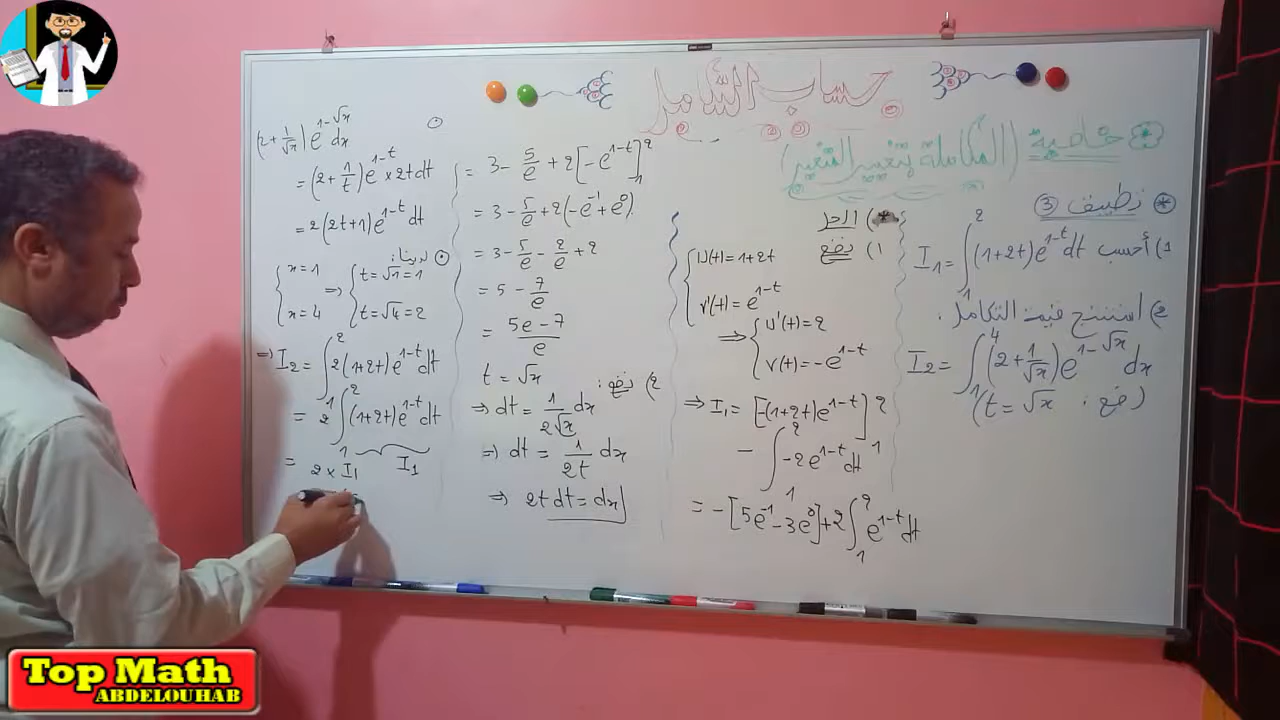 حساب التكامل
خاصية (المكاملة بتغيير المتغير)
تطبيق ③
1) أحسب I₁ = ∫₁² (1+2t)e^{1-t}dt
2) أستنتج قيمة التكامل:
I₂ = ∫₁⁴ (2+1/√x)e^{1-√x}dx
(نضع: t = √x)
الحل
1) نضع
{U(t) = 1+2t
V'(t) = e^{1-t}
⇒ {U'(t) = 2
V(t) = -e^{1-t}
⇒ I₁ = [-(1+2t)e^{1-t}]₁²
- ∫₁² -2e^{1-t}dt
= -[5e^{-1} - 3e^0] + 2∫₁² e^{1-t}dt
= 3 - 5/e + 2[-e^{1-t}]₁²
= 3 - 5/e + 2(-e^{-1} + e^0)
= 3 - 5/e - 2/e + 2
= 5 - 7/e
= (5e-7)/e
2) نضع:
t = √x
⇒ dt = 1/(2√x) dx
⇒ dt = 1/(2t) dx
⇒ 2t dt = dx
(2+1/√x)e^{1-√x}dx
= (2+1/t)e^{1-t} × 2t dt
= 2(2t+1)e^{1-t}dt
لدينا:
{x=1
x=4
⇒ {t=√1=1
t=√4=2
⇒ I₂ = ∫₁² 2(1+2t)e^{1-t}dt
= 2∫₁² (1+2t)e^{1-t}dt
I₁
= 2 × I₁
Top Math
ABDELOUHAB